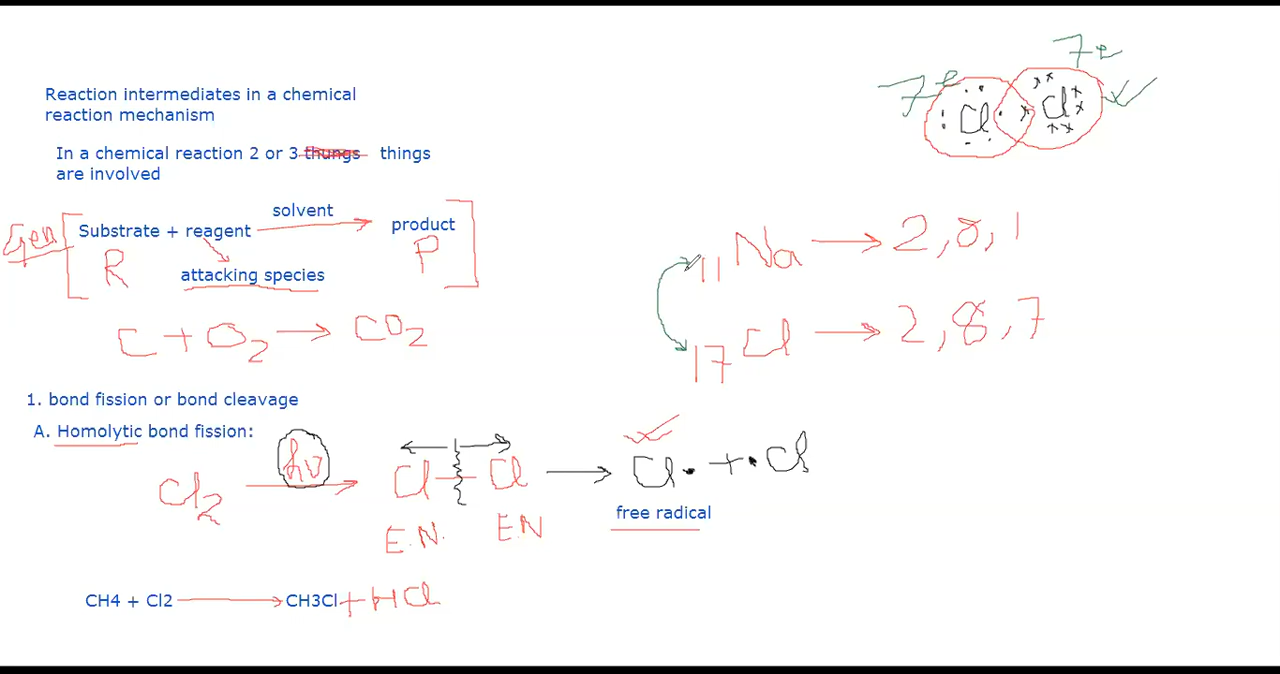 Reaction intermediates in a chemical
reaction mechanism
In a chemical reaction 2 or 3 thungs things
are involved
Gen
Substrate + reagent
solvent
product
R
P
attacking species
C + O2 → CO2
1. bond fission or bond cleavage
A. Homolytic bond fission:
Cl2
hυ
Cl - Cl → Cl• + •Cl
E.N. E.N
free radical
CH4 + Cl2 → CH3Cl + HCl
7e 7e
Cl Cl
11 Na → 2, 8, 1
17 Cl → 2, 8, 7